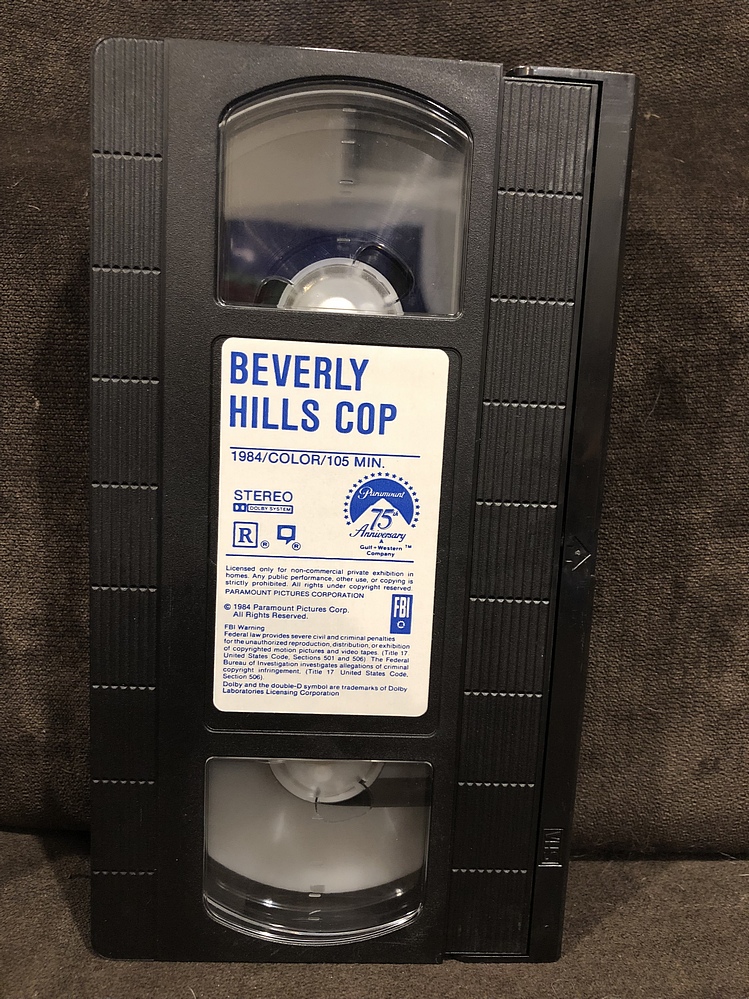 BEVERLY
HILLS COP
1984/COLOR/105 MIN.
STEREO
DOLBY SYSTEM
R ® ®
Paramount
75th
Anniversary
Gulf+Western ™
Company
Licensed only for non-commercial private exhibition in
homes. Any public performance, other use, or copying is
strictly prohibited. All rights under copyright reserved.
PARAMOUNT PICTURES CORPORATION
© 1984 Paramount Pictures Corp.
All Rights Reserved.
FBI
FBI Warning
Federal law provides severe civil and criminal penalties
for the unauthorized reproduction, distribution, or exhibition
of copyrighted motion pictures and video tapes. (Title 17
United States Code, Sections 501 and 506). The Federal
Bureau of Investigation investigates allegations of criminal
copyright infringement. (Title 17 United States Code,
Section 506)
Dolby and the double-D symbol are trademarks of Dolby
Laboratories Licensing Corporation
VHS